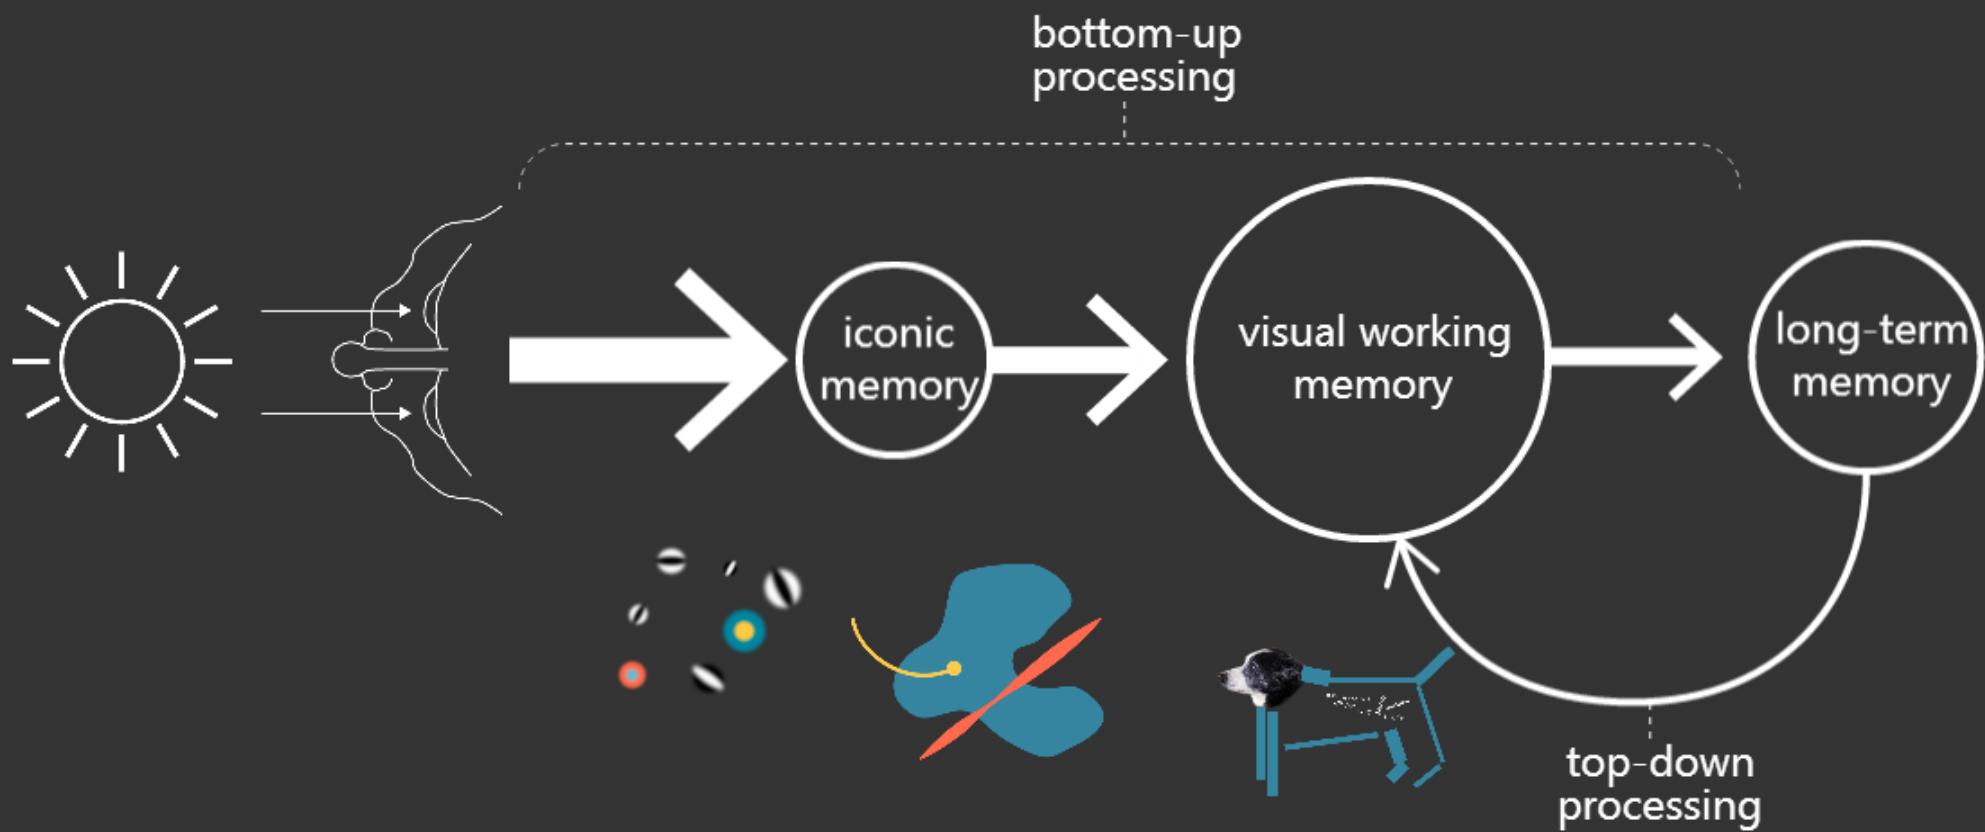 bottom-up
processing
iconic
memory
visual working
memory
long-term
memory
top-down
processing